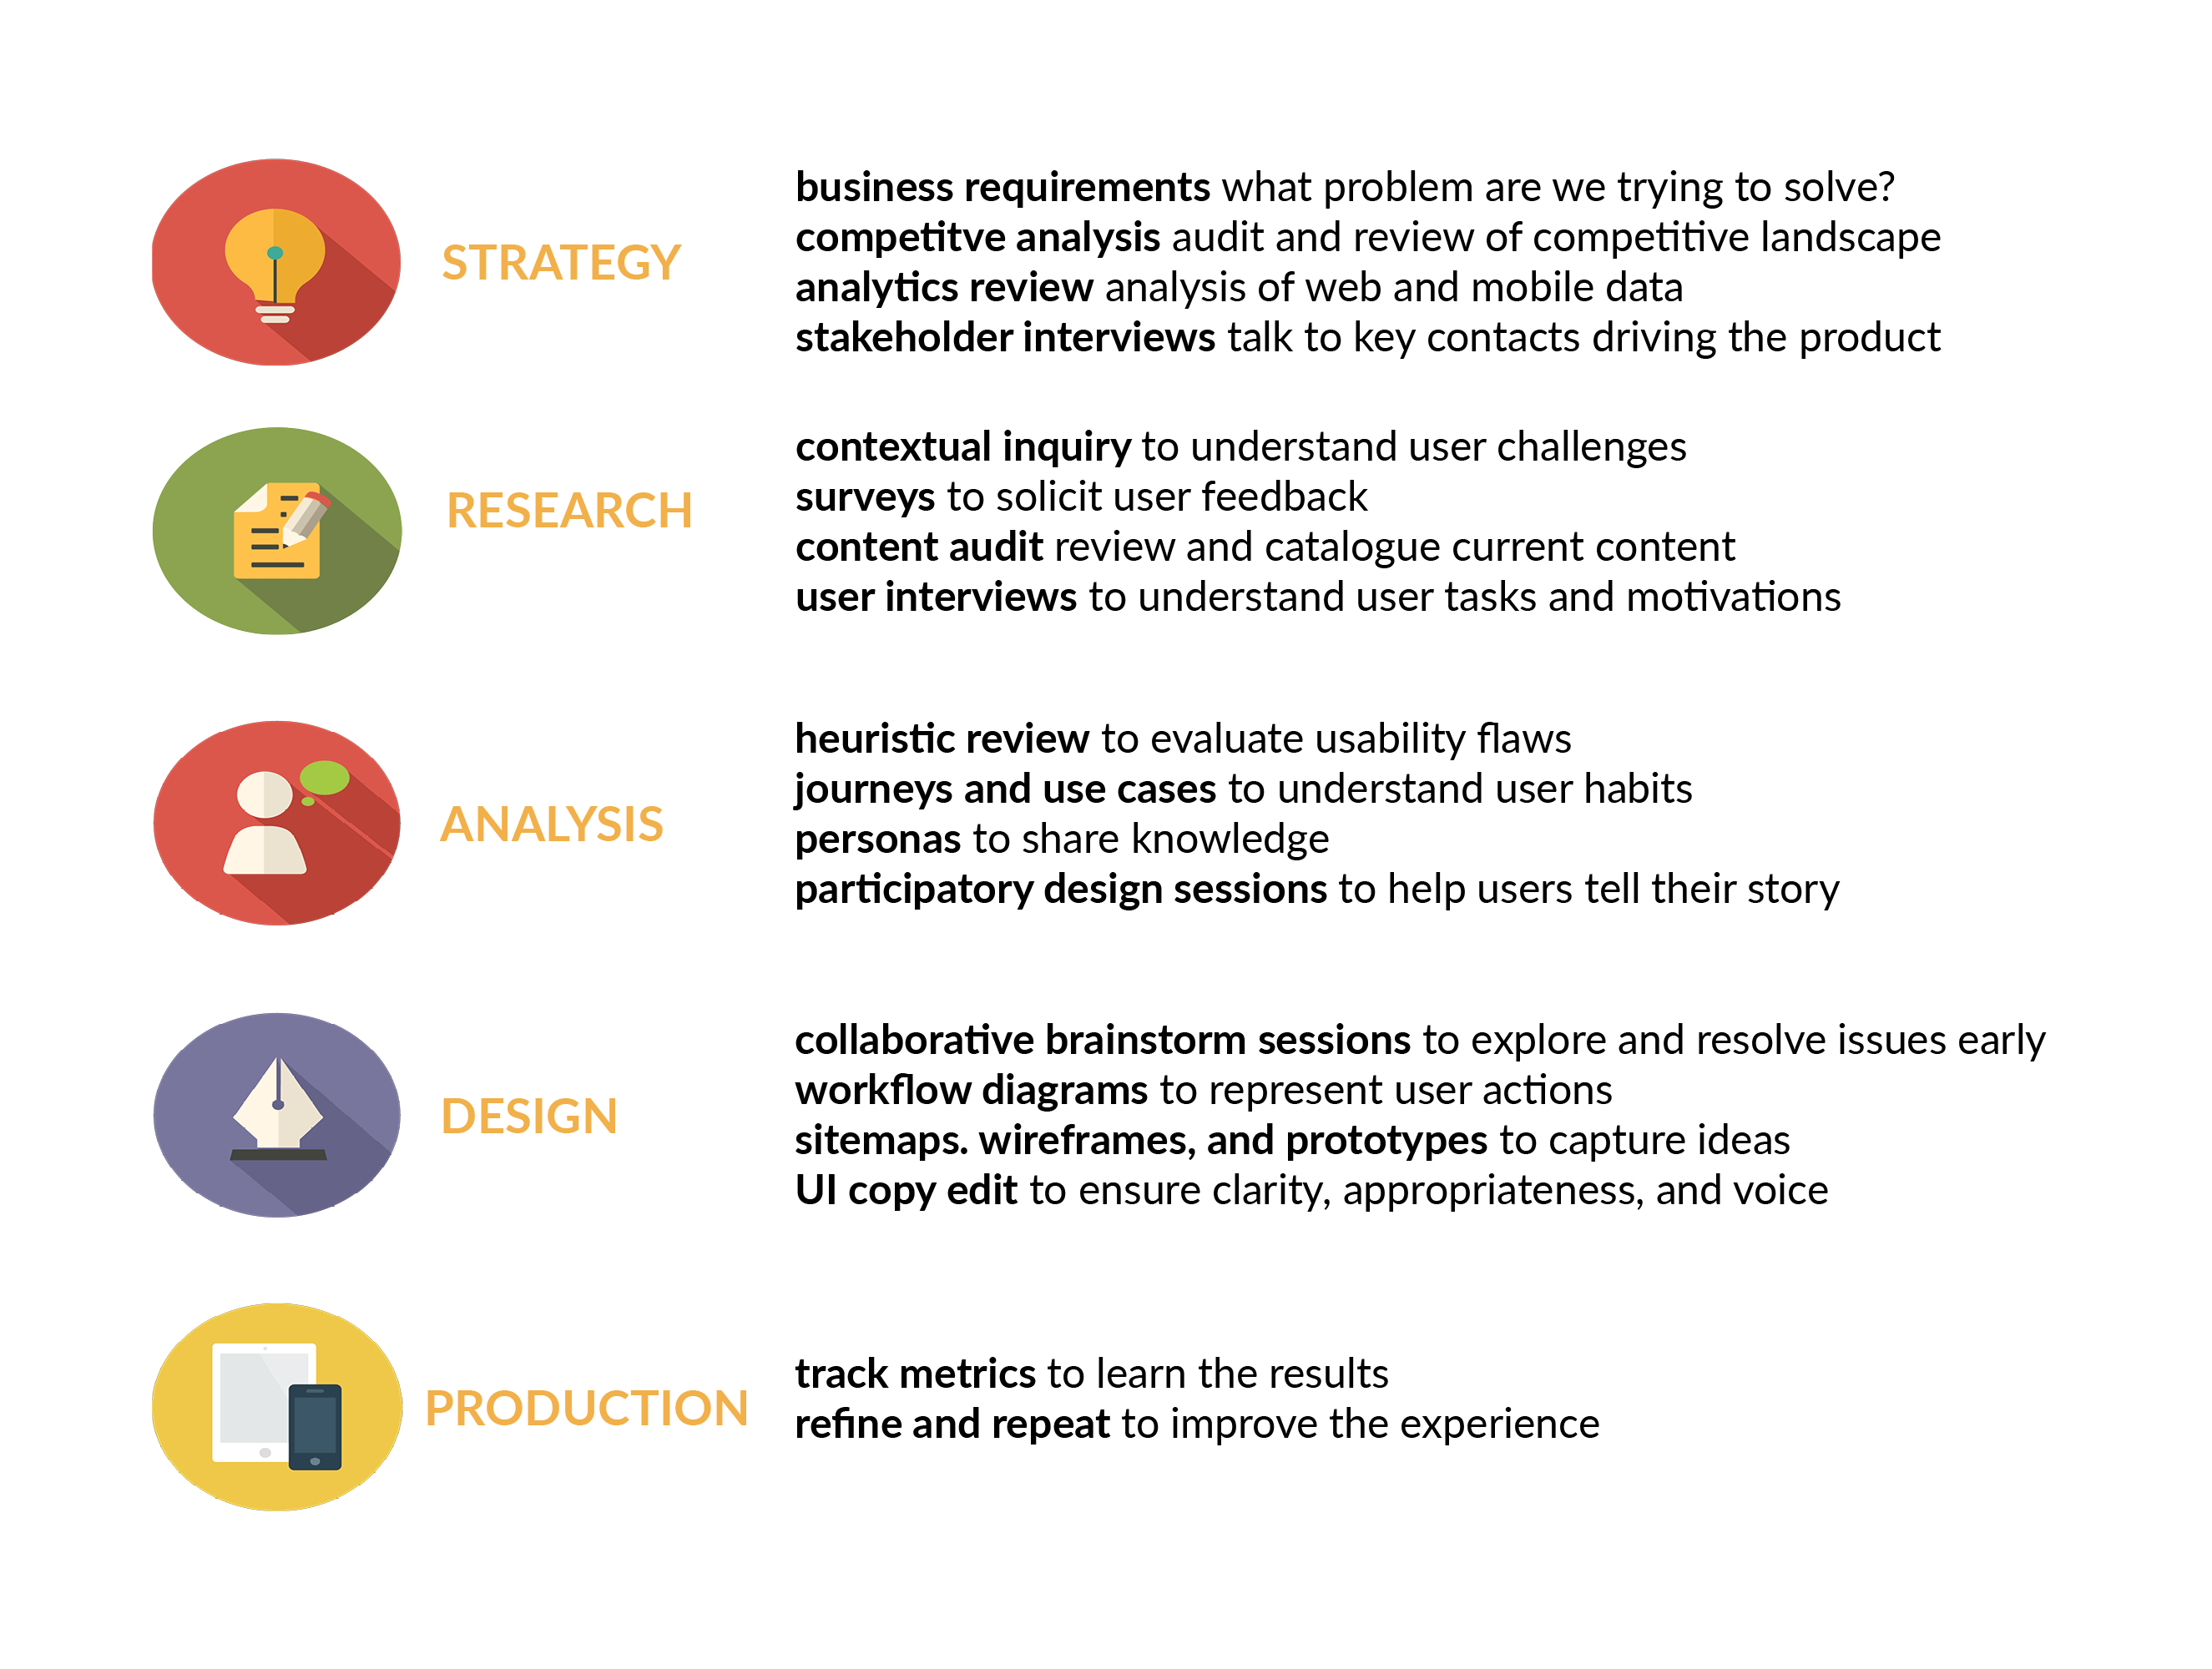 STRATEGY
business requirements what problem are we trying to solve?
competitve analysis audit and review of competitive landscape
analytics review analysis of web and mobile data
stakeholder interviews talk to key contacts driving the product
RESEARCH
contextual inquiry to understand user challenges
surveys to solicit user feedback
content audit review and catalogue current content
user interviews to understand user tasks and motivations
ANALYSIS
heuristic review to evaluate usability flaws
journeys and use cases to understand user habits
personas to share knowledge
participatory design sessions to help users tell their story
DESIGN
collaborative brainstorm sessions to explore and resolve issues early
workflow diagrams to represent user actions
sitemaps. wireframes, and prototypes to capture ideas
UI copy edit to ensure clarity, appropriateness, and voice
PRODUCTION
track metrics to learn the results
refine and repeat to improve the experience